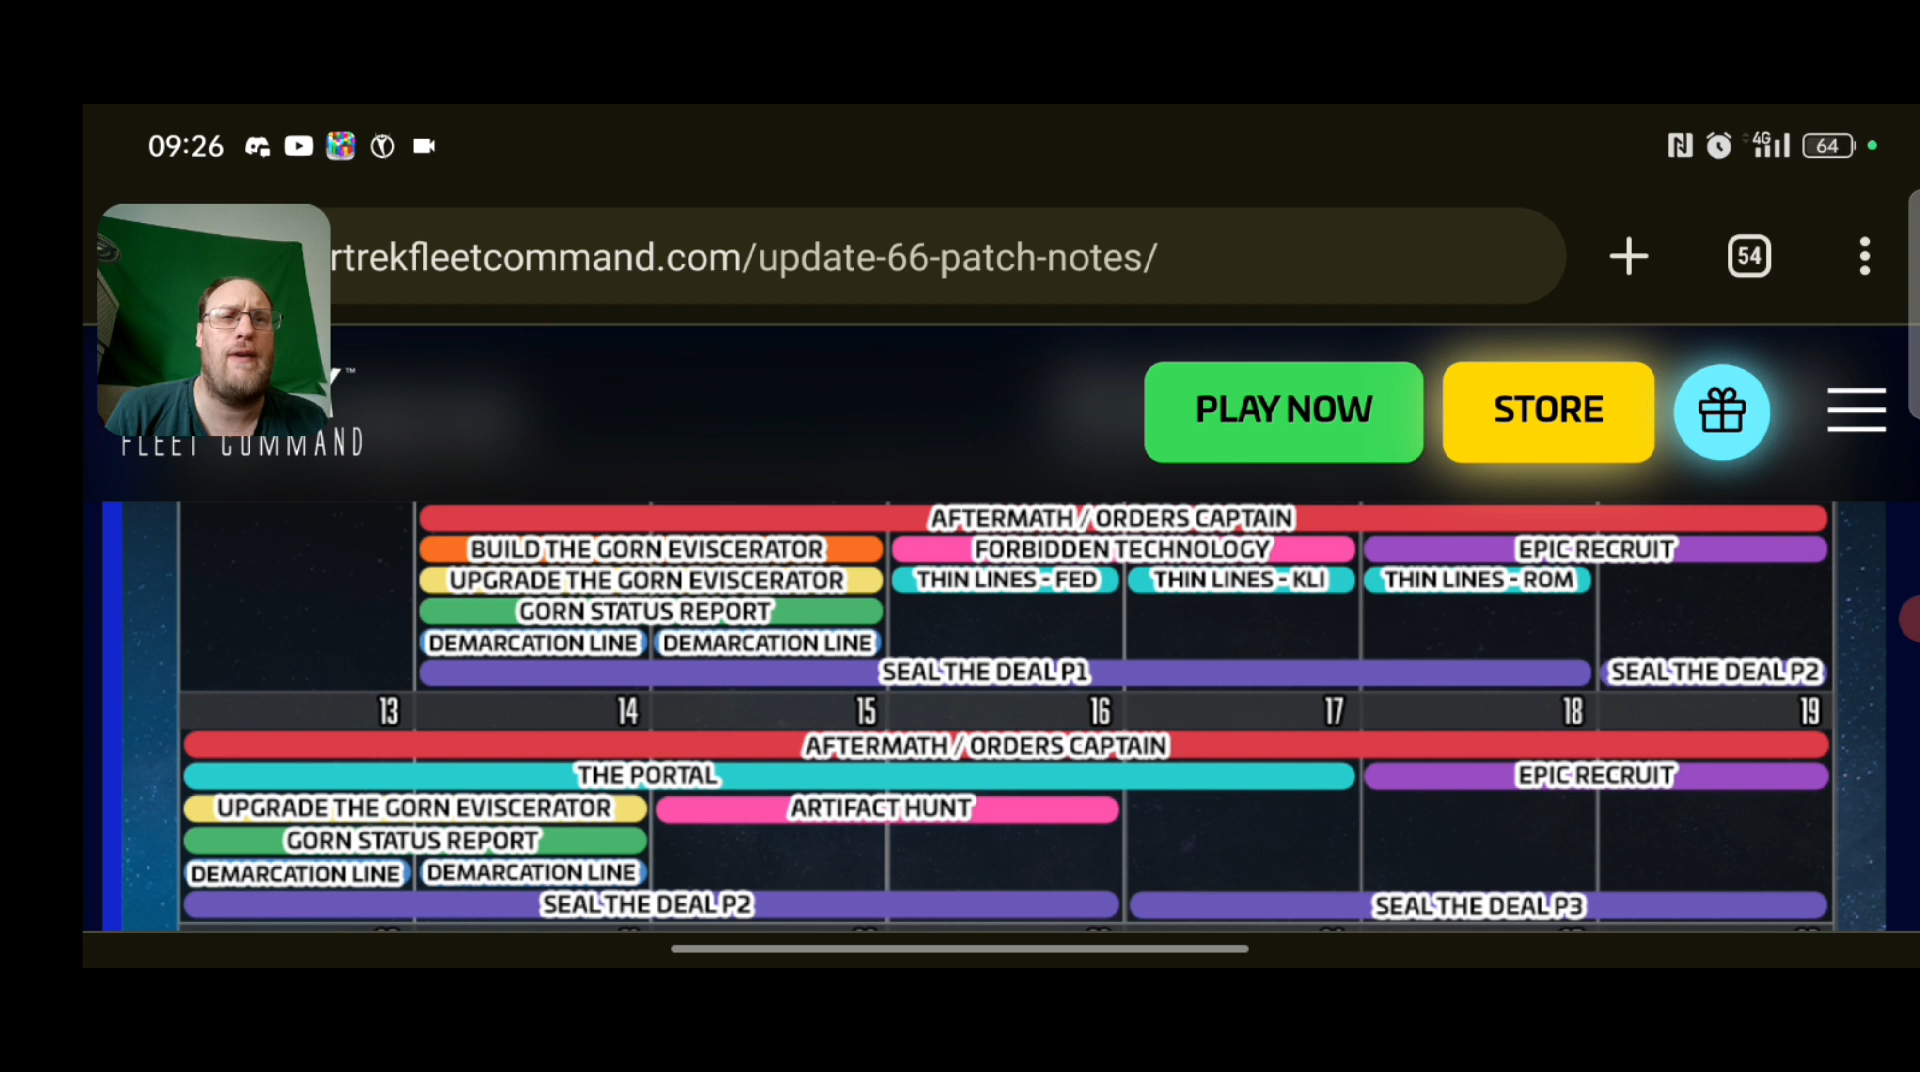 09:26
4G
64
rtrekfleetcommand.com/update-66-patch-notes/
54
FLEET COMMAND
PLAY NOW
STORE
AFTERMATH / ORDERS CAPTAIN
BUILD THE GORN EVISCERATOR
FORBIDDEN TECHNOLOGY
EPIC RECRUIT
UPGRADE THE GORN EVISCERATOR
THIN LINES - FED
THIN LINES - KLI
THIN LINES - ROM
GORN STATUS REPORT
DEMARCATION LINE
DEMARCATION LINE
SEAL THE DEAL P1
SEAL THE DEAL P2
13 14 15 16 17 18 19
AFTERMATH / ORDERS CAPTAIN
THE PORTAL
EPIC RECRUIT
UPGRADE THE GORN EVISCERATOR
ARTIFACT HUNT
GORN STATUS REPORT
DEMARCATION LINE
DEMARCATION LINE
SEAL THE DEAL P2
SEAL THE DEAL P3